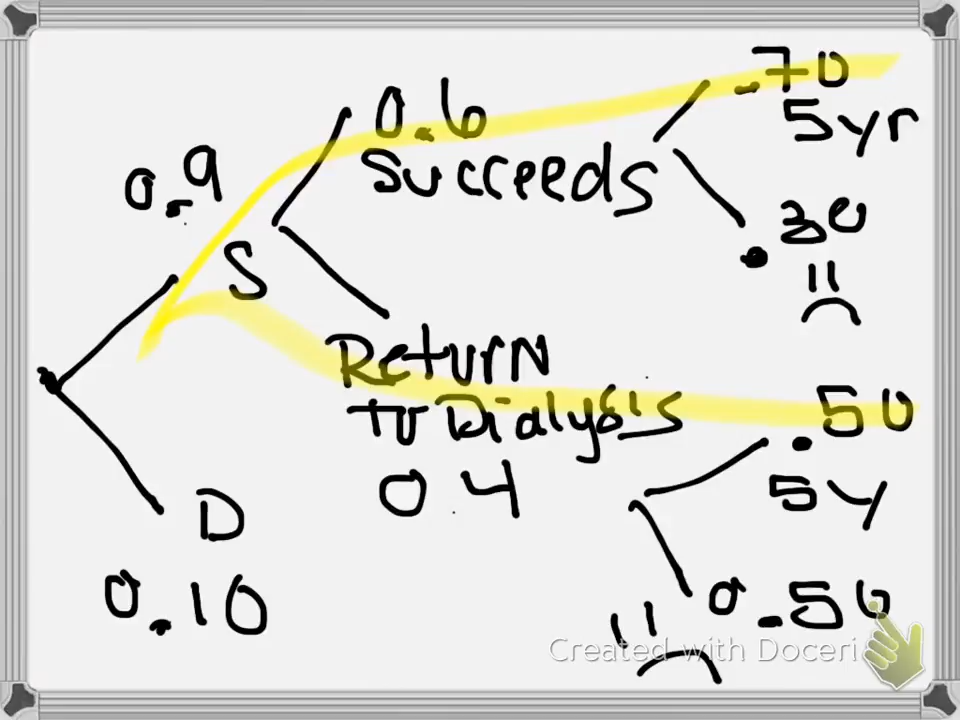 .70
5yr
0.6
Succeeds
0.9
.30
S
Return
to Dialysis
0.4
.50
5y
D
0.10
0.50
Created with Doceri